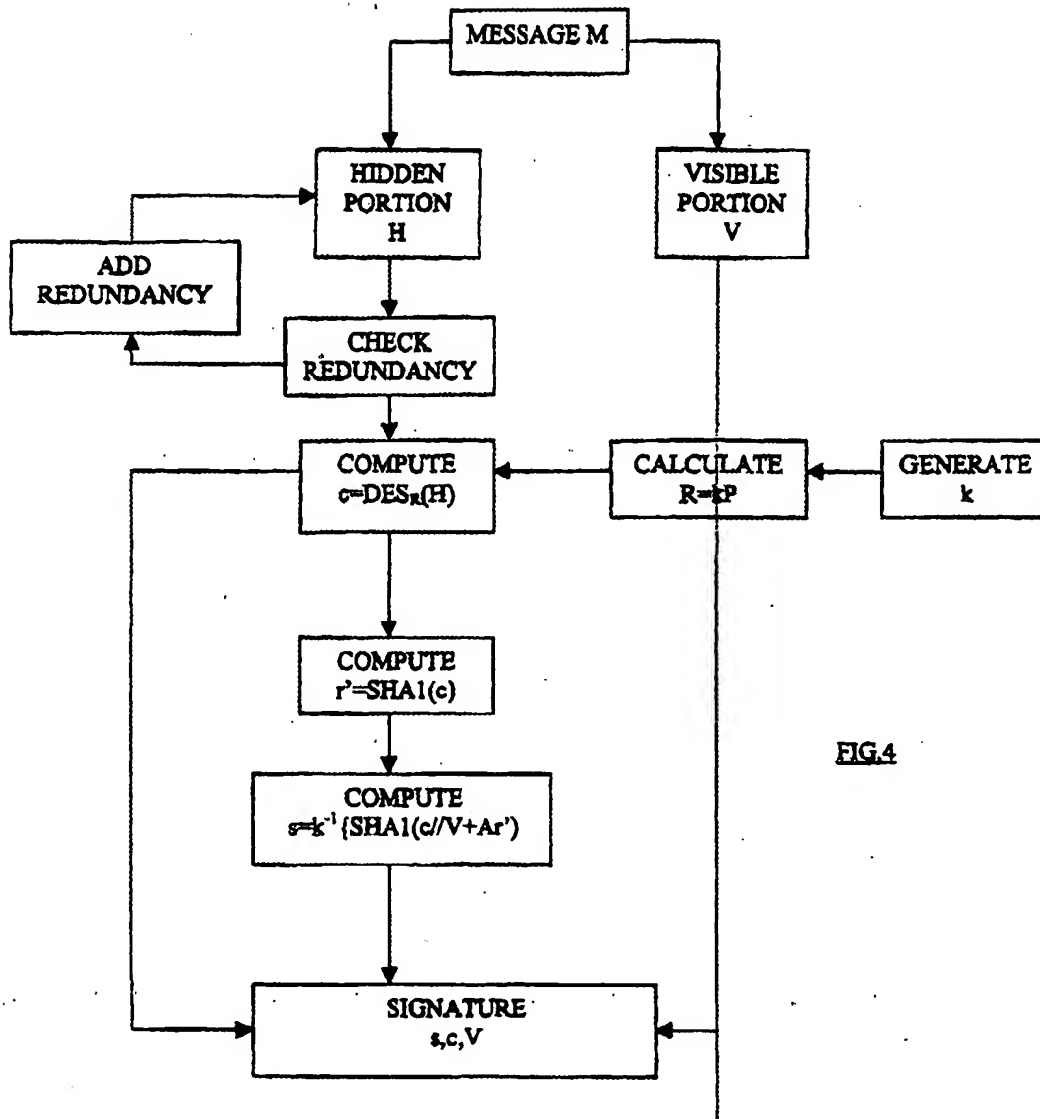 MESSAGE M
HIDDEN
PORTION
H
VISIBLE
PORTION
V
ADD
REDUNDANCY
CHECK
REDUNDANCY
COMPUTE
c=DES_R(H)
CALCULATE
R=kP
GENERATE
k
COMPUTE
r'=SHA1(c)
FIG.4
COMPUTE
s=k⁻¹{SHA1(c//V+Ar')
SIGNATURE
s,c,V